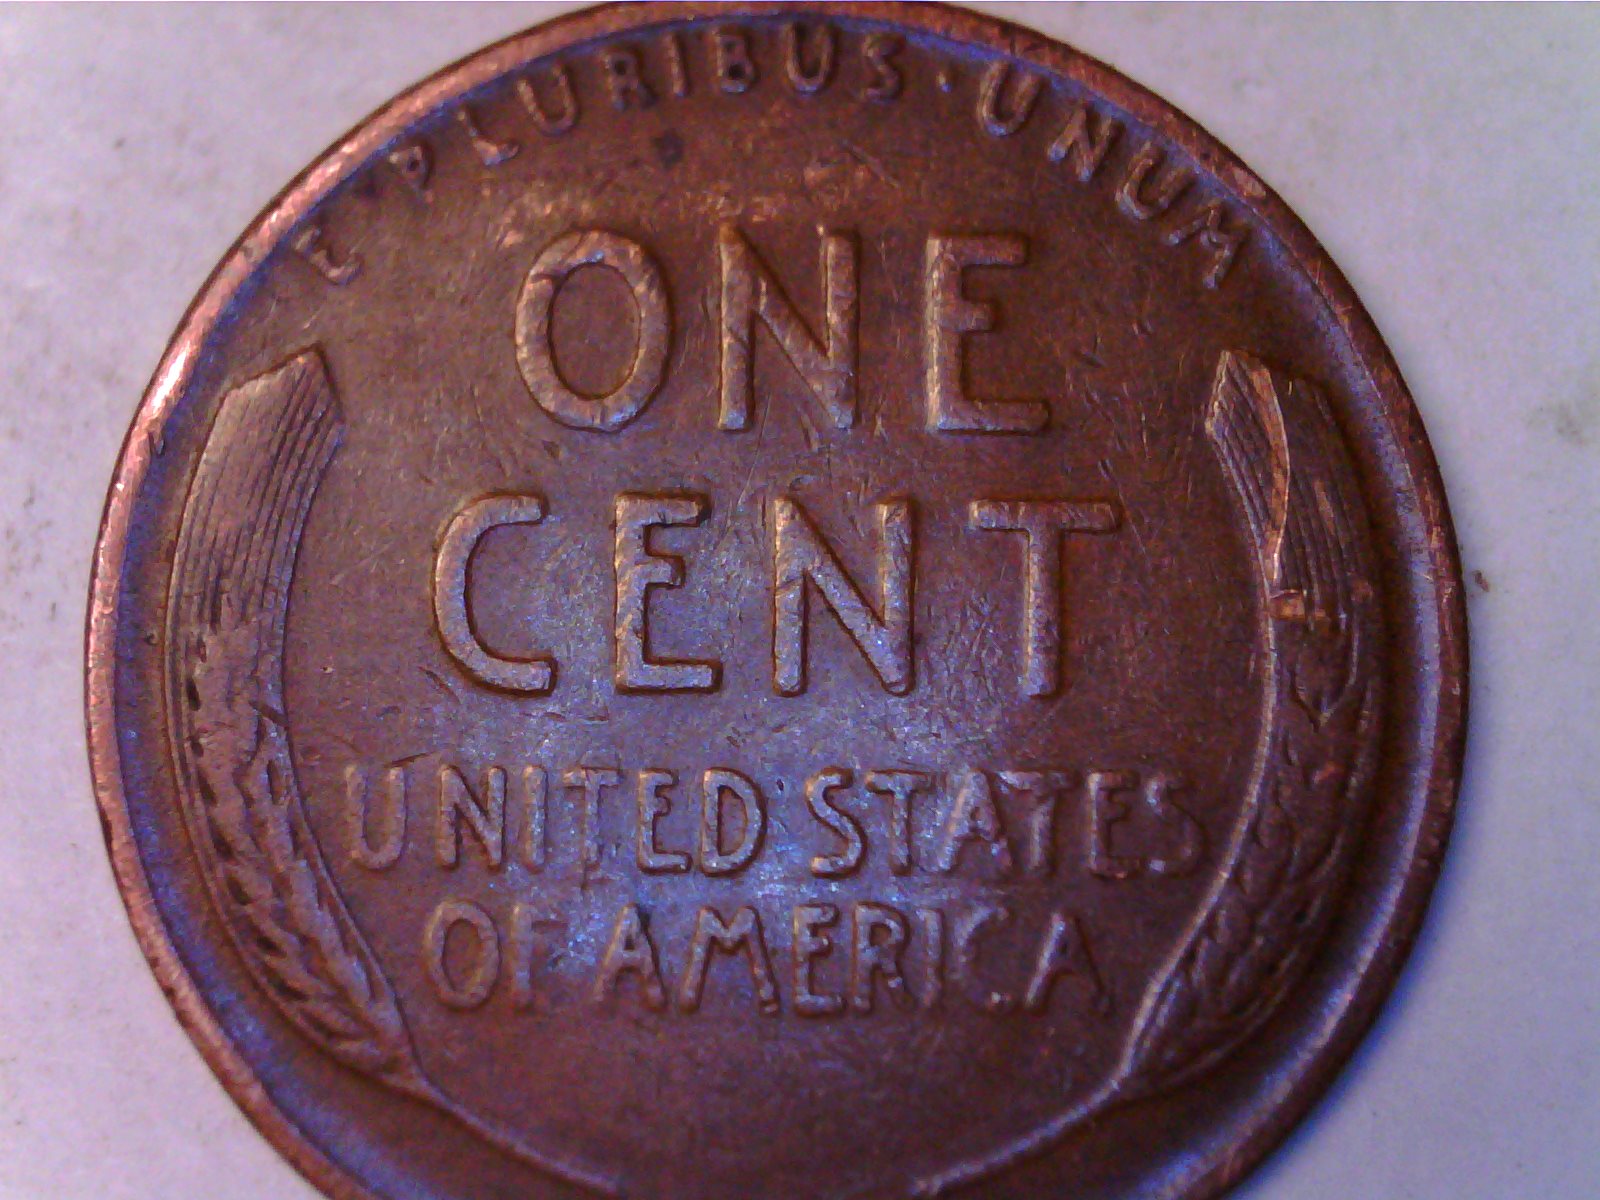 E·PLURIBUS·UNUM
ONE
CENT
UNITED STATES
OF AMERICA